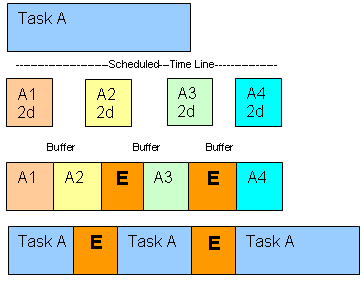 Task A
----------------------------Scheduled---Time Line-------------------
A1 A2 A3 A4
2d 2d 2d 2d
Buffer Buffer Buffer
A1 A2 E A3 E A4
Task A E Task A E Task A